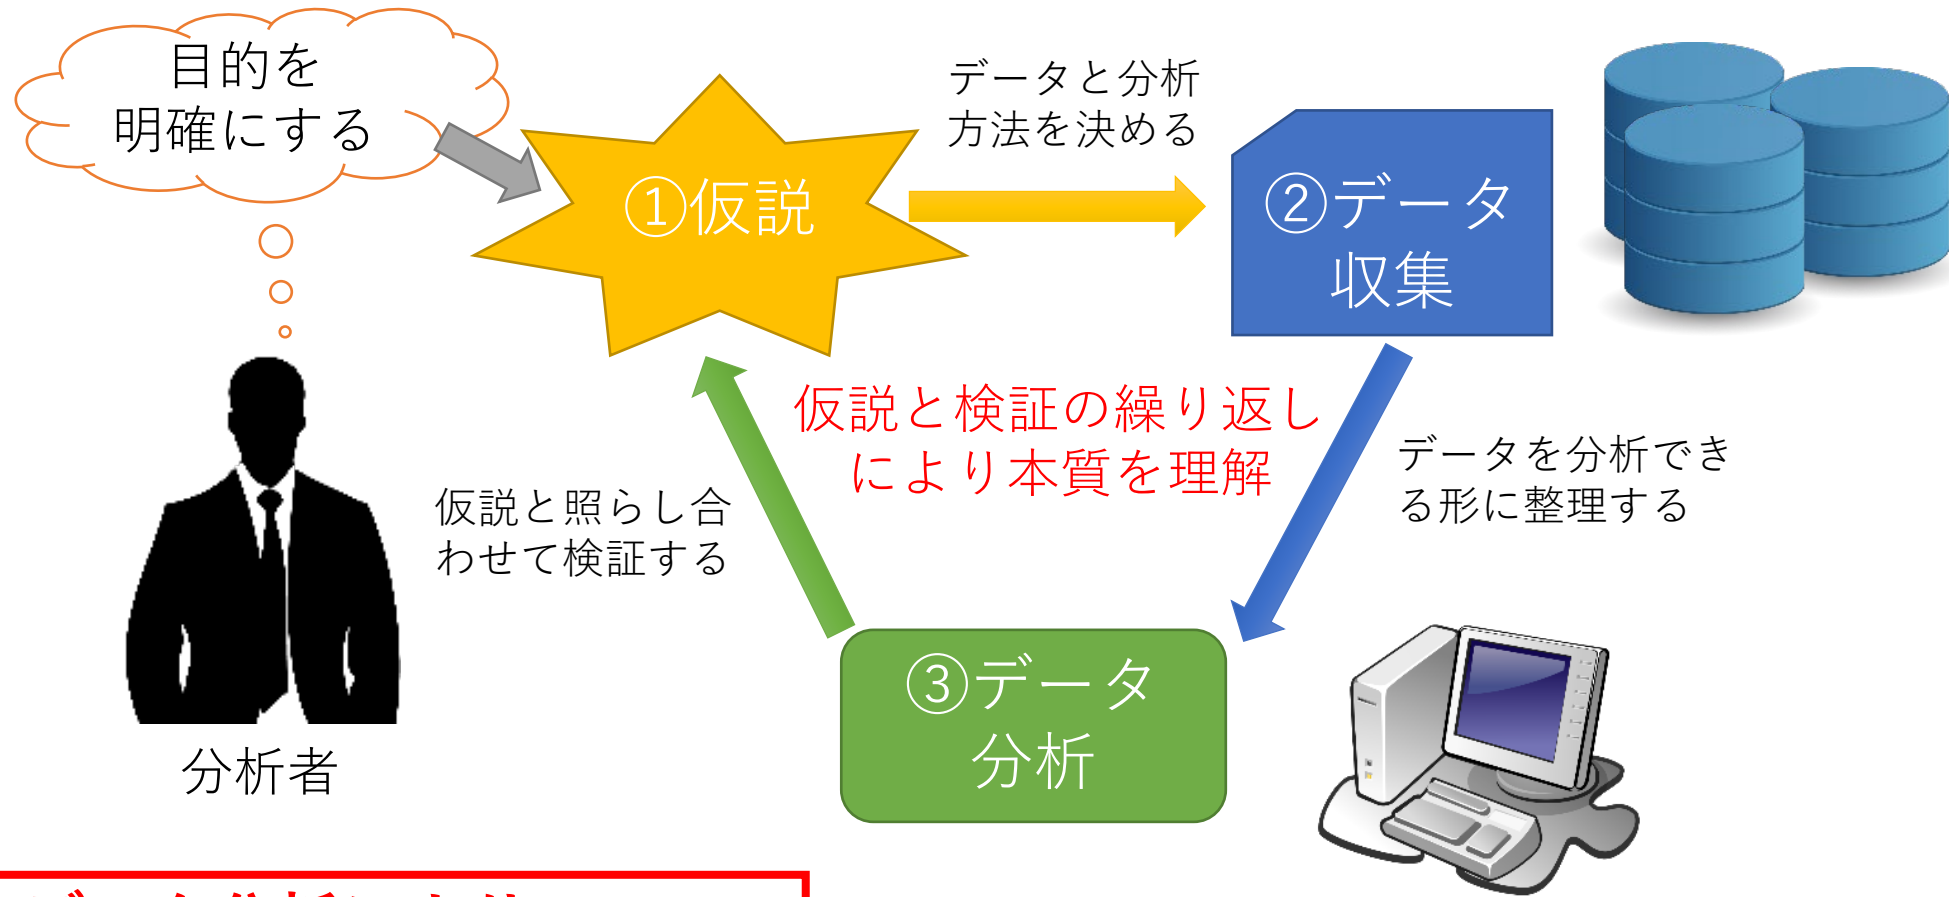 目的を
明確にする
①仮説
データと分析
方法を決める
②データ
収集
仮説と検証の繰り返し
により本質を理解
データを分析でき
る形に整理する
仮説と照らし合
わせて検証する
③データ
分析
分析者